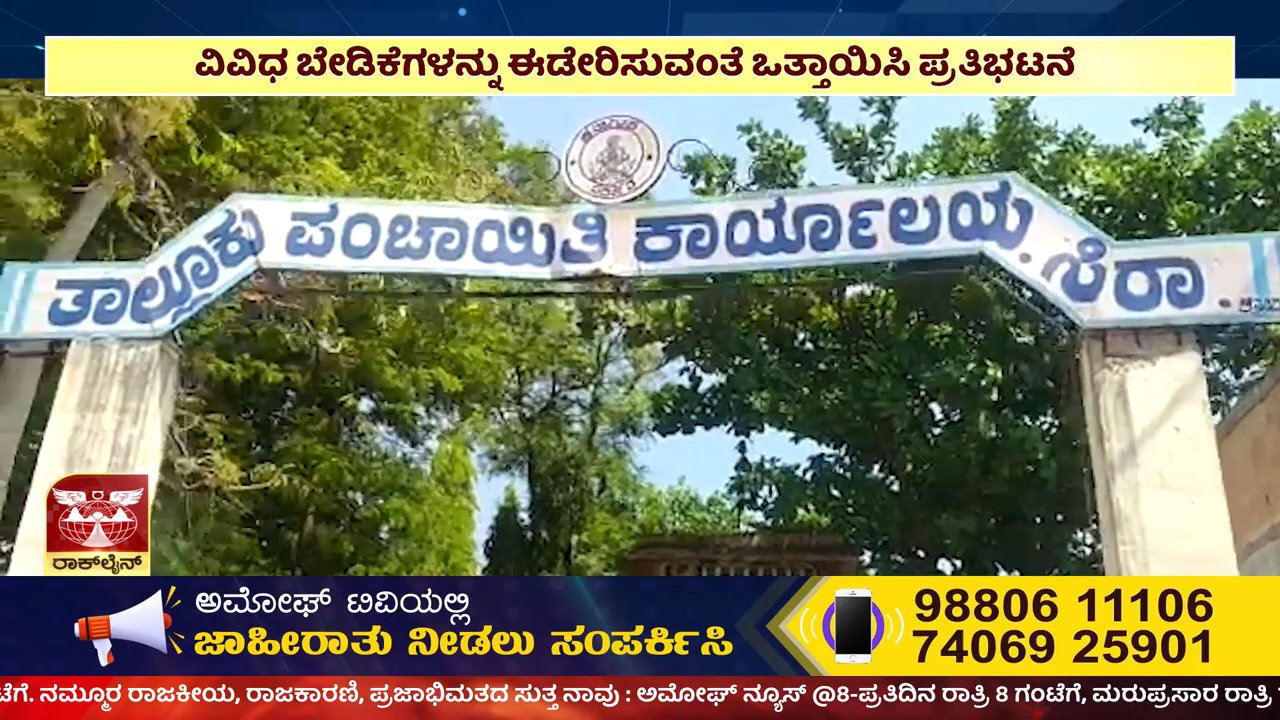 ವಿವಿಧ ಬೇಡಿಕೆಗಳನ್ನು ಈಡೇರಿಸುವಂತೆ ಒತ್ತಾಯಿಸಿ ಪ್ರತಿಭಟನೆ
ತಾಲ್ಲೂಕು ಪಂಚಾಯಿತಿ ಕಾರ್ಯಾಲಯ. ಸಿರಾ.
ರಾಕ್‌ಲೈನ್
ಅಮೋಘ್ ಟಿವಿಯಲ್ಲಿ
ಜಾಹೀರಾತು ನೀಡಲು ಸಂಪರ್ಕಿಸಿ
98806 11106
74069 25901
ಗೆ. ನಮ್ಮೂರ ರಾಜಕೀಯ, ರಾಜಕಾರಣಿ, ಪ್ರಜಾಭಿಮತದ ಸುತ್ತ ನಾವು : ಅಮೋಘ್ ನ್ಯೂಸ್ @8-ಪ್ರತಿದಿನ ರಾತ್ರಿ 8 ಗಂಟೆಗೆ, ಮರುಪ್ರಸಾರ ರಾತ್ರಿ